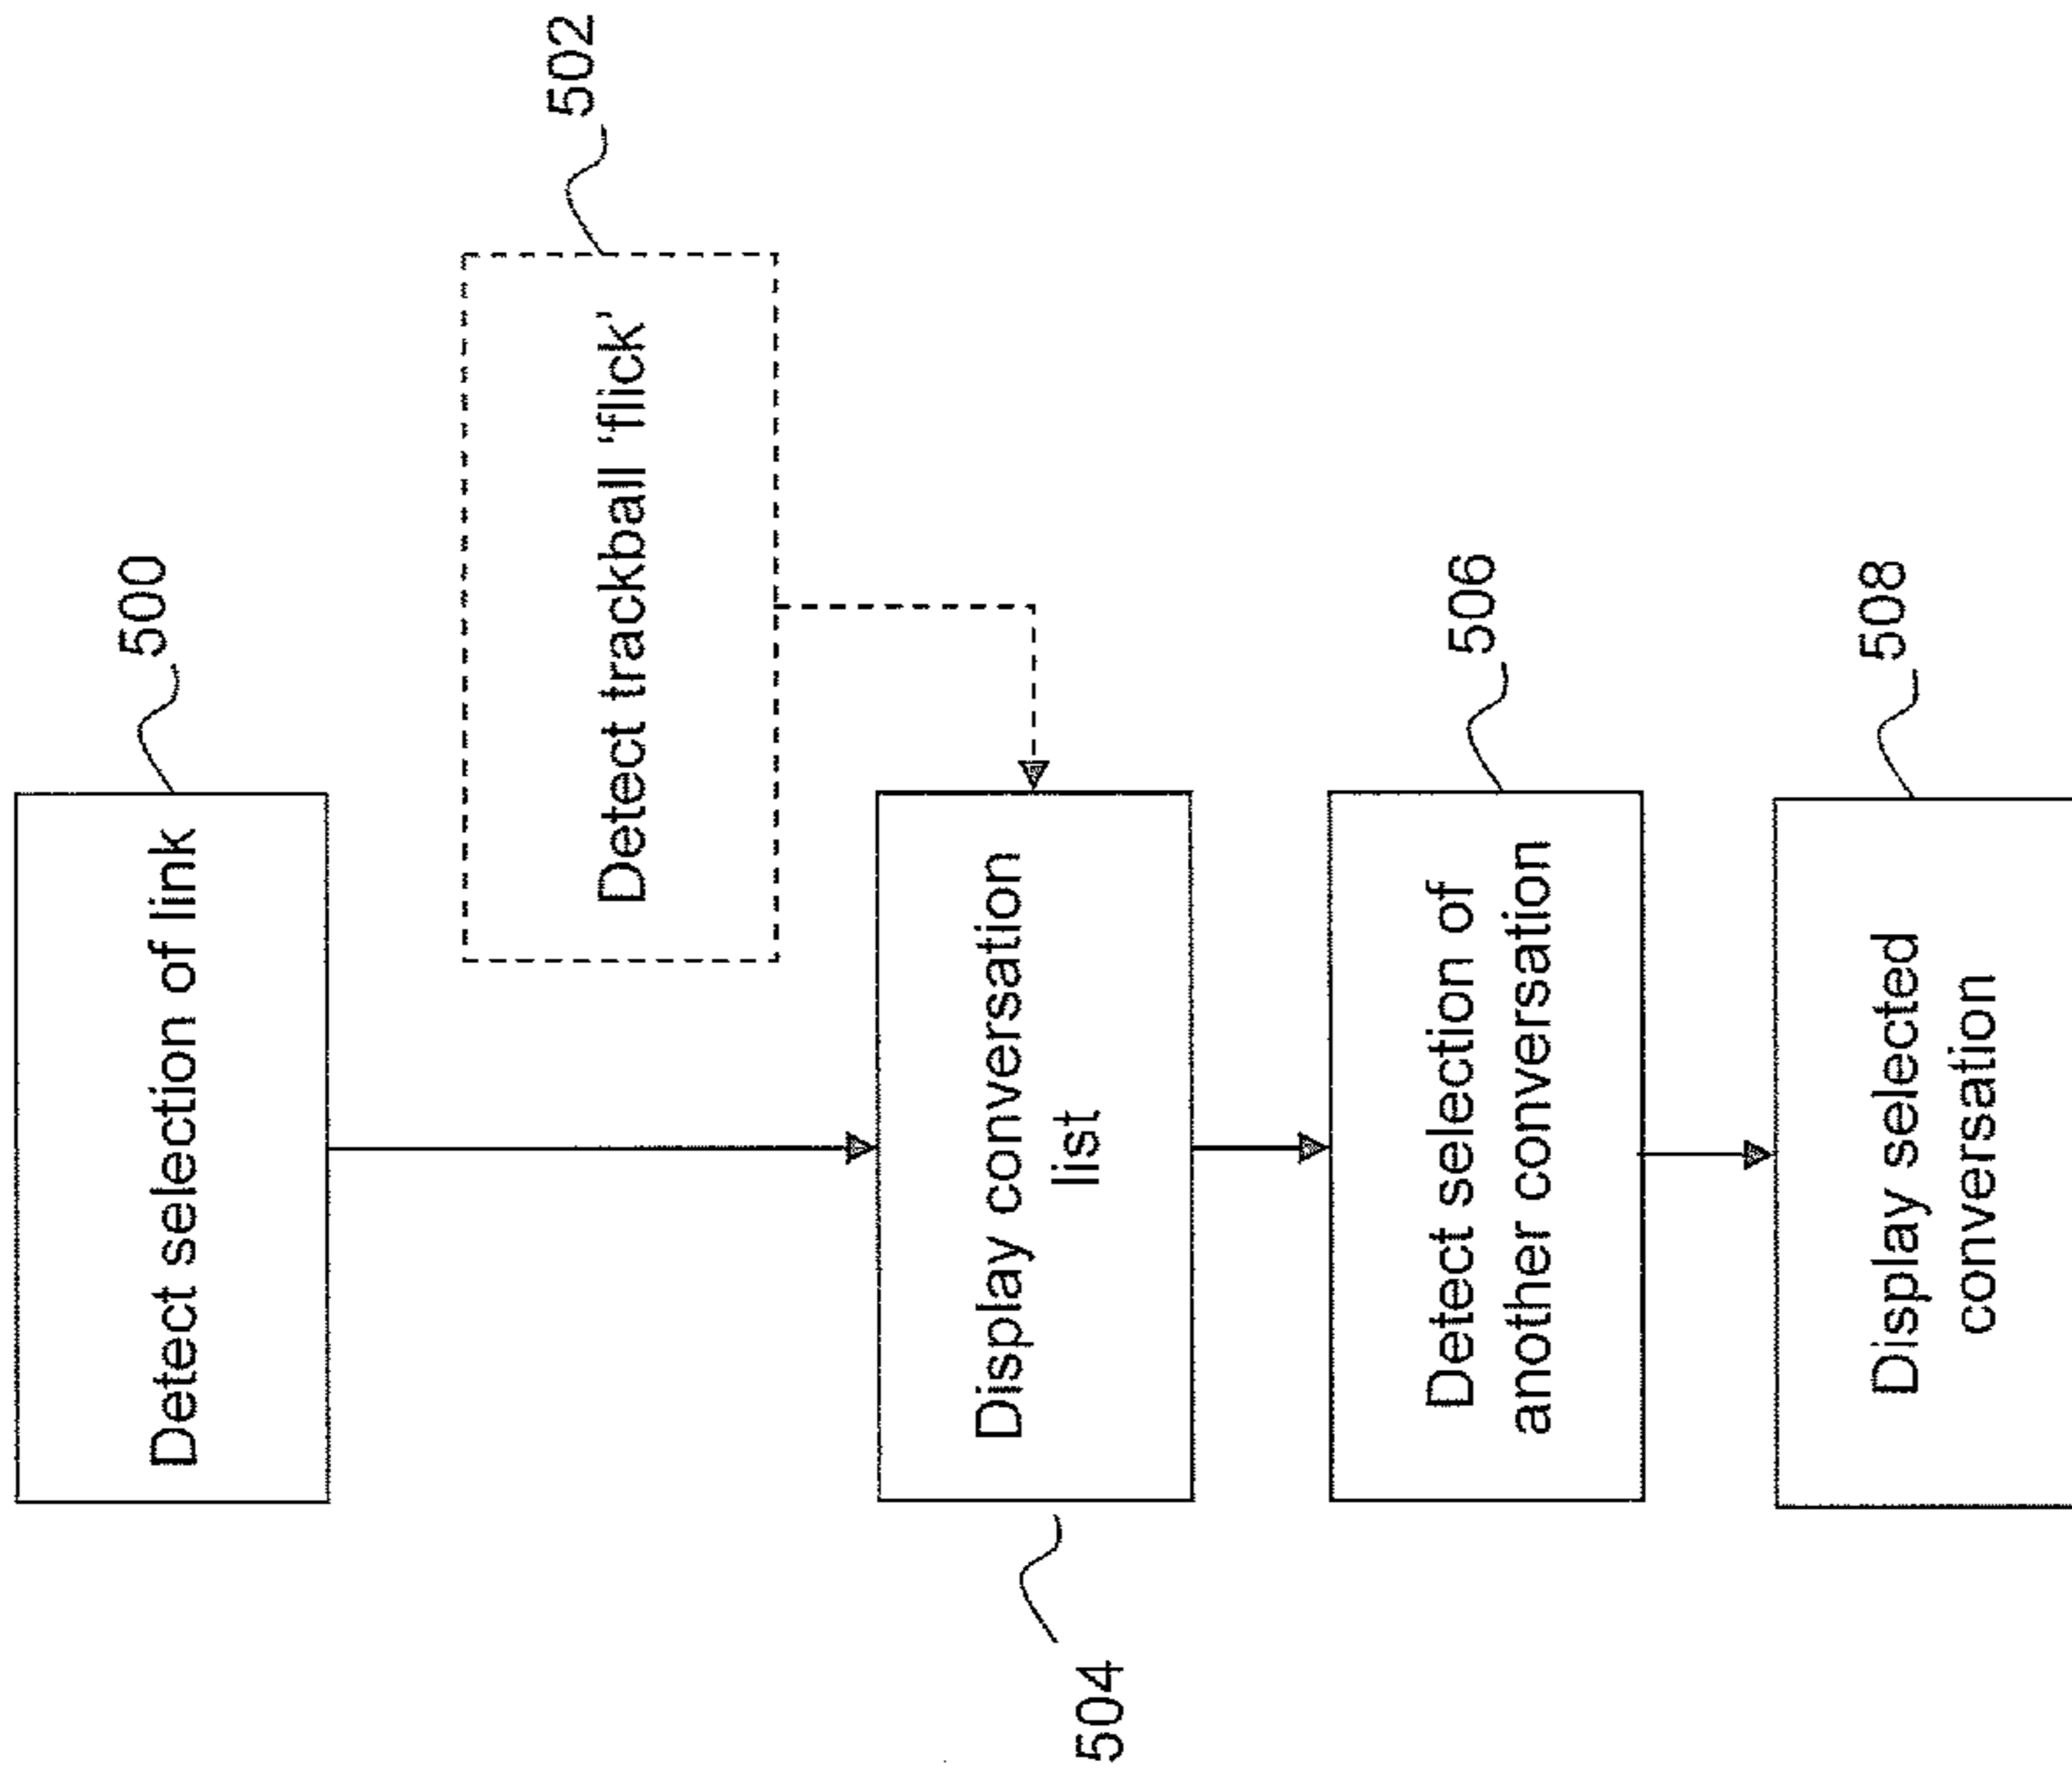 500
Detect selection of link
502
Detect trackball ‘flick’
504
Display conversation
list
506
Detect selection of
another conversation
508
Display selected
conversation